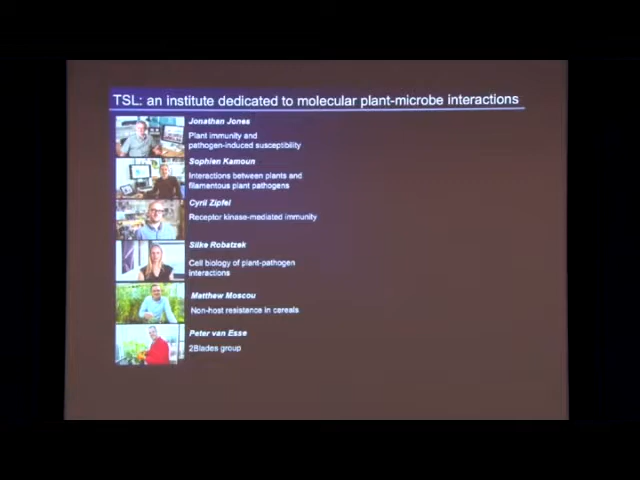 TSL: an institute dedicated to molecular plant-microbe interactions
Jonathan Jones
Plant immunity and
pathogen-induced susceptibility
Sophien Kamoun
Interactions between plants and
filamentous plant pathogens
Cyril Zipfel
Receptor kinase-mediated immunity
Silke Robatzek
Cell biology of plant-pathogen
interactions
Matthew Moscou
Non-host resistance in cereals
Peter van Esse
2Blades group